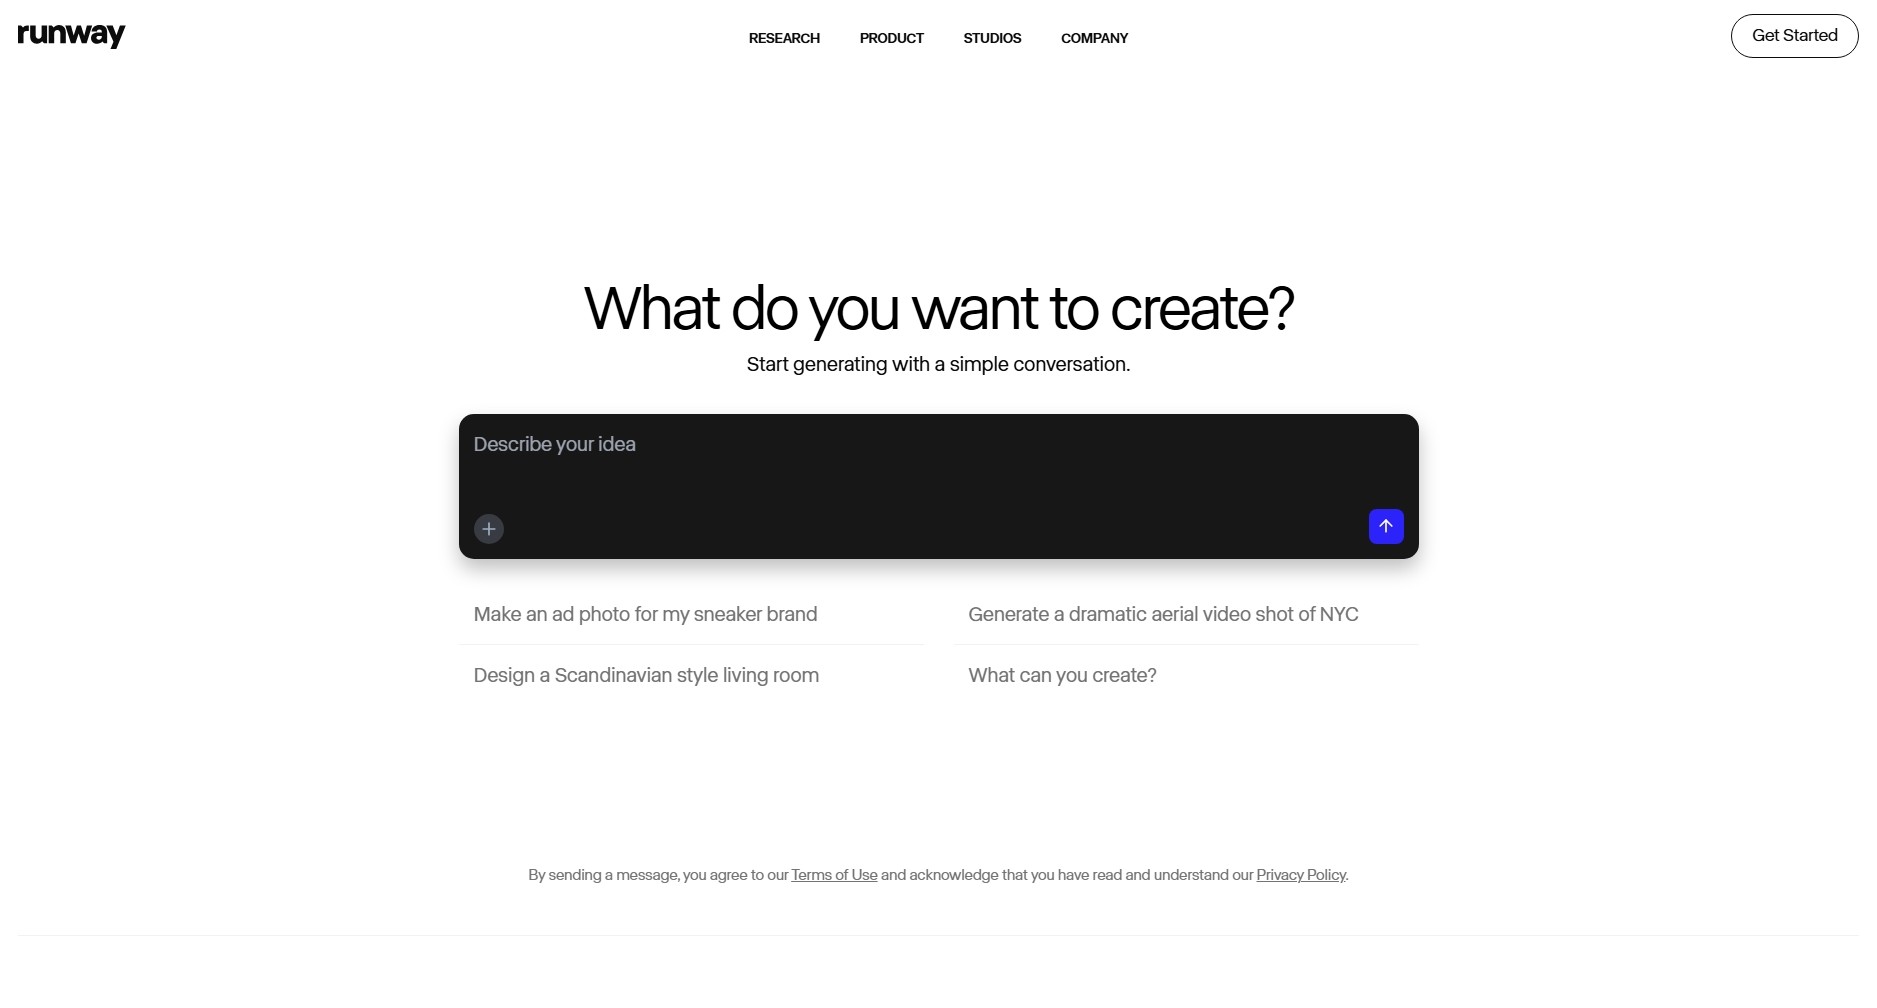 runway
RESEARCH
PRODUCT
STUDIOS
COMPANY
Get Started
What do you want to create?
Start generating with a simple conversation.
Describe your idea
Make an ad photo for my sneaker brand
Generate a dramatic aerial video shot of NYC
Design a Scandinavian style living room
What can you create?
By sending a message, you agree to our Terms of Use and acknowledge that you have read and understand our Privacy Policy.